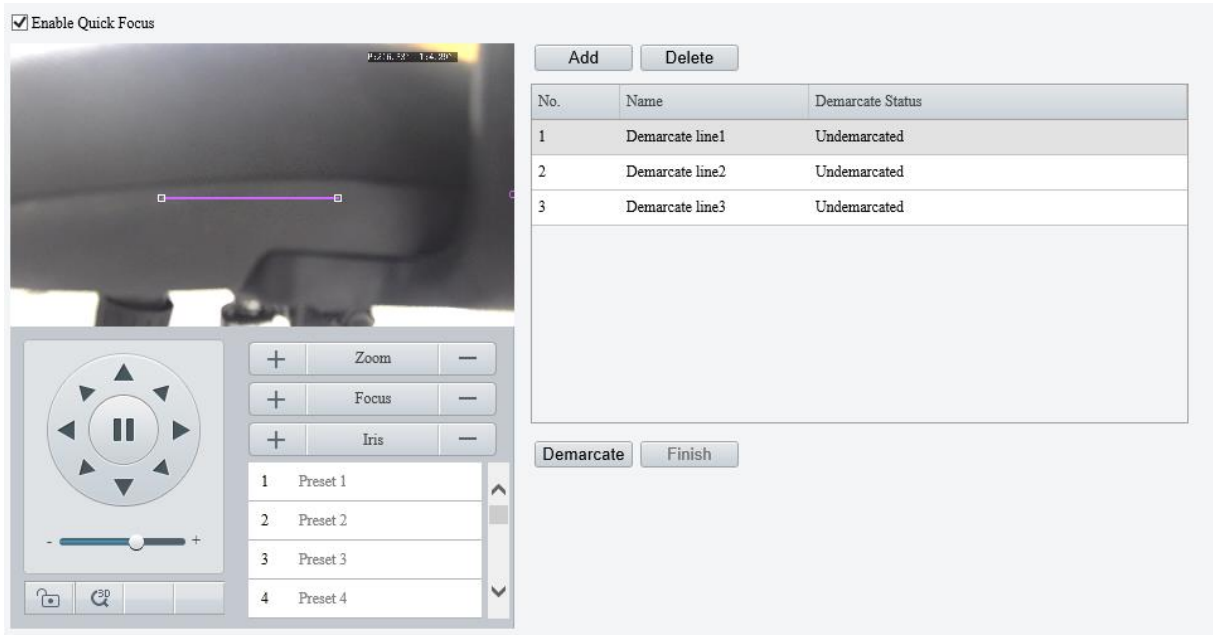 Enable Quick Focus
Add Delete
No. Name Demarcate Status
1 Demarcate line1 Undemarcated
2 Demarcate line2 Undemarcated
3 Demarcate line3 Undemarcated
+ Zoom −
+ Focus −
+ Iris −
Demarcate Finish
1 Preset 1
2 Preset 2
3 Preset 3
- +
4 Preset 4
3D